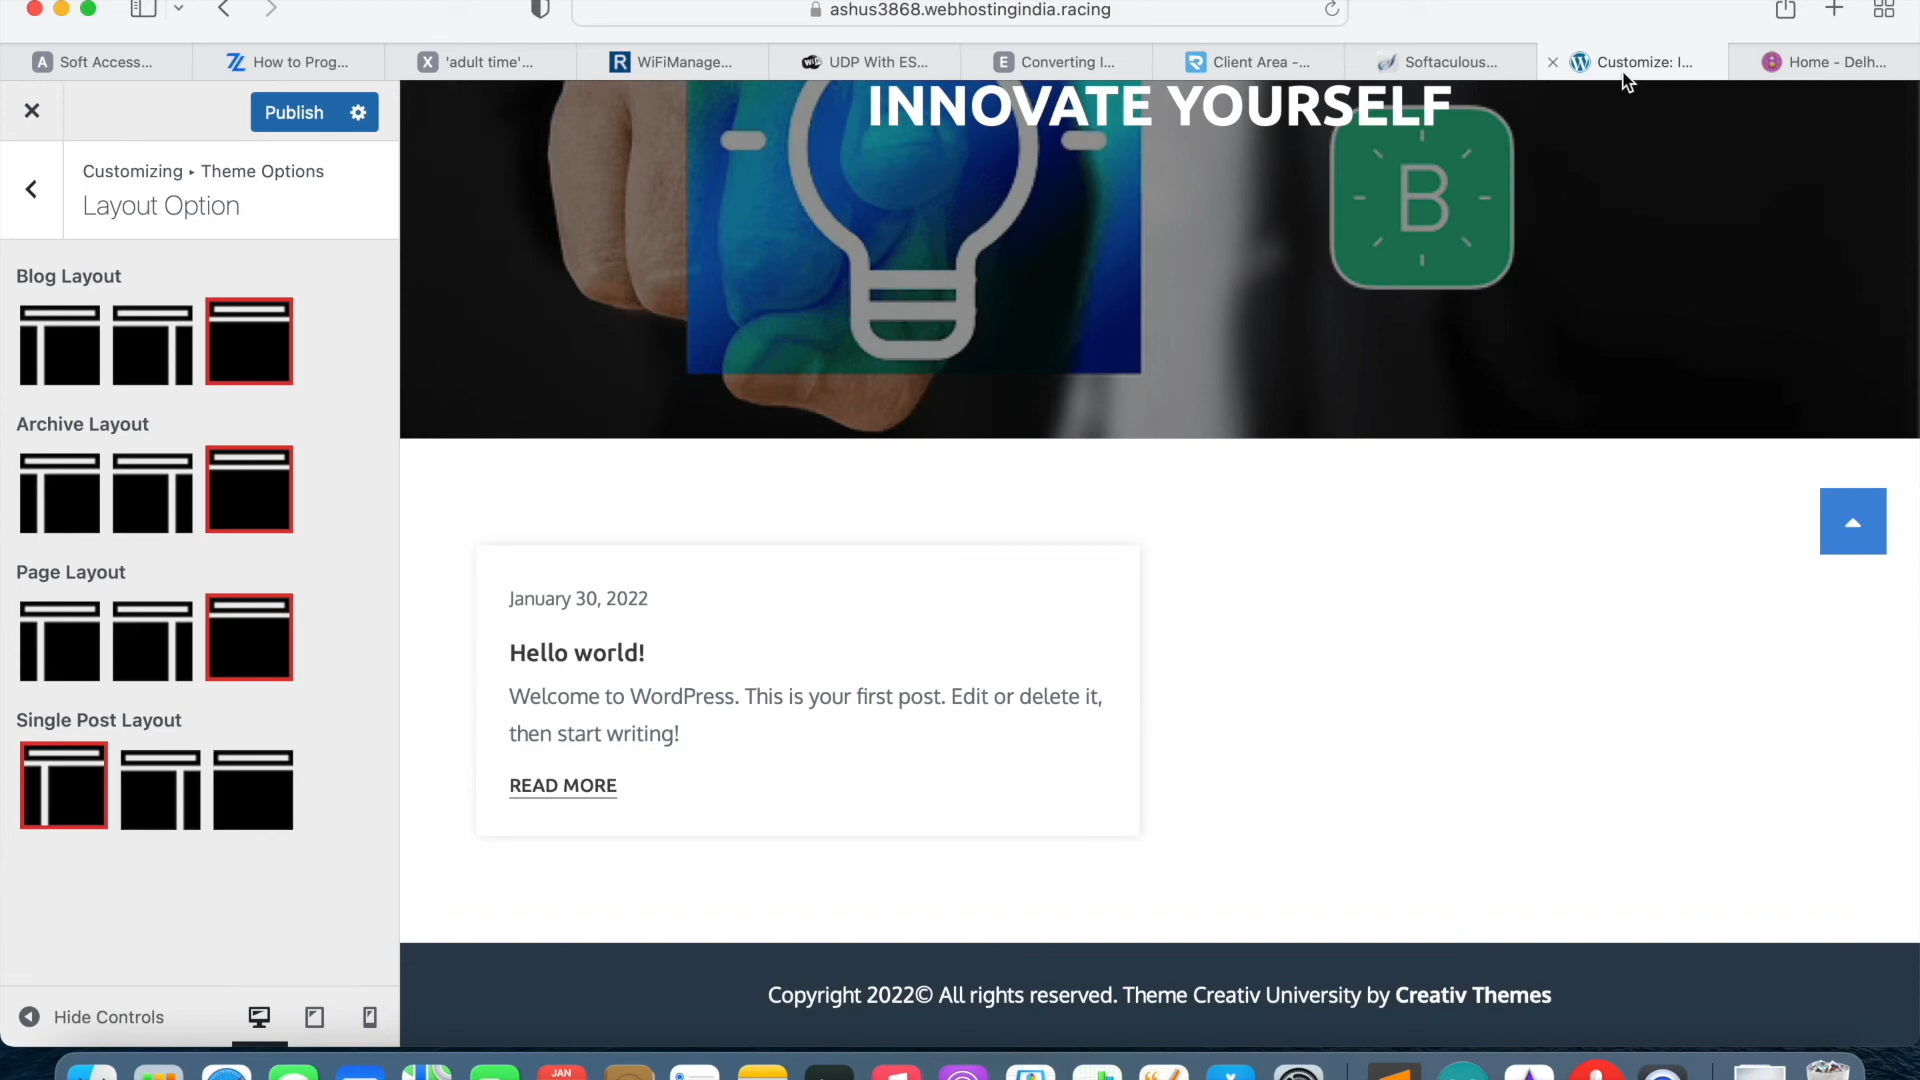 ashus3868.webhostingindia.racing
A Soft Access...
How to Prog...
X 'adult time'...
R WiFiManage...
WiFi UDP With ES...
E Converting I...
Client Area -...
Softaculous...
Customize: I...
Home - Delh...
Publish
Customizing ▸ Theme Options
Layout Option
Blog Layout
Archive Layout
Page Layout
Single Post Layout
Hide Controls
INNOVATE YOURSELF
B
January 30, 2022
Hello world!
Welcome to WordPress. This is your first post. Edit or delete it,
then start writing!
READ MORE
Copyright 2022© All rights reserved. Theme Creativ University by Creativ Themes
JAN